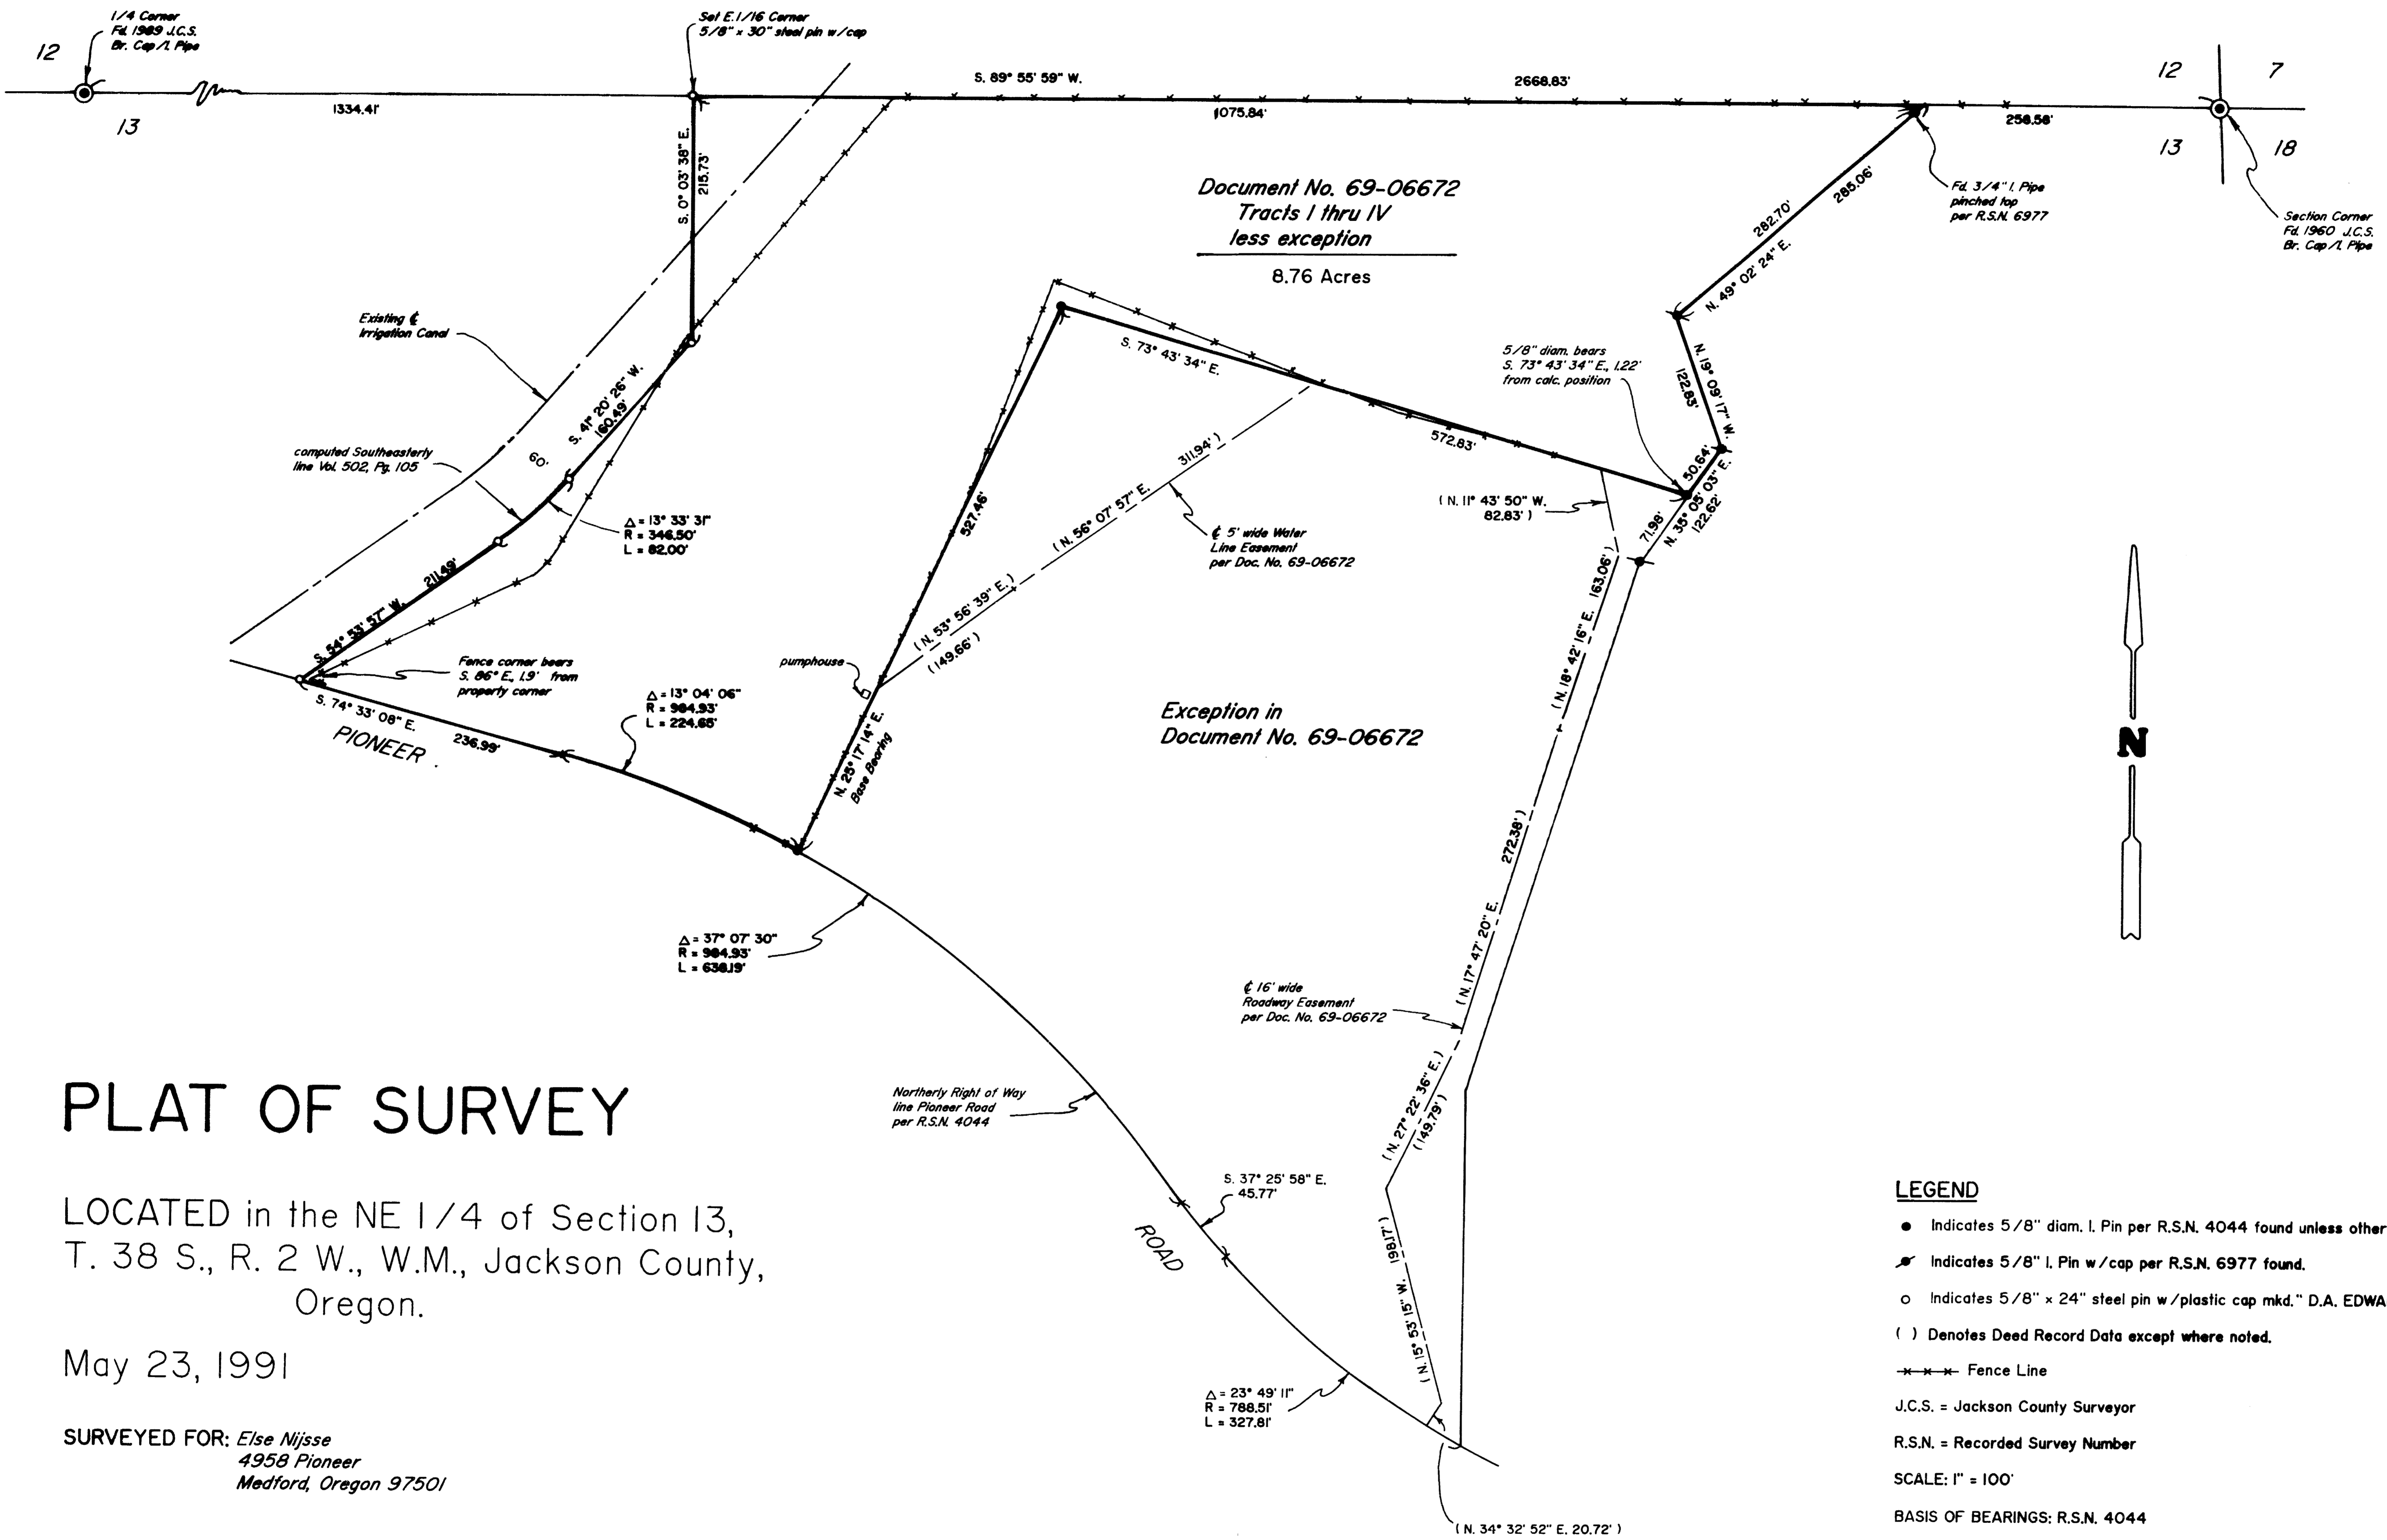 1/4 Corner
Fd. 1989 J.C.S.
Br. Cap/I. Pipe
12
13
Set E.1/16 Corner
5/8" x 30" steel pin w/cap
1334.41'
S. 89° 55' 59" W.
2668.83'
1075.84'
258.58'
12
7
13
18
Section Corner
Fd. 1960 J.C.S.
Br. Cap/I. Pipe
Fd. 3/4" I. Pipe
pinched top
per R.S.N. 6977
S. 0° 03' 38" E.
215.73'
Document No. 69-06672
Tracts I thru IV
less exception
8.76 Acres
282.70'
285.06'
N. 49° 02' 24" E.
N. 19° 09' 17" W.
122.83'
5/8" diam. bears
S. 73° 43' 34" E., 1.22'
from calc. position
50.64'
N. 35° 05' 03" E.
122.62'
71.98'
Existing ℄
Irrigation Canal
S. 41° 20' 26" W.
160.49'
60'
computed Southeasterly
line Vol. 502, Pg. 105
Δ = 13° 33' 31"
R = 346.50'
L = 82.00'
211.49'
S. 54° 53' 57" W.
Fence corner bears
S. 86° E., 1.9' from
property corner
S. 74° 33' 08" E.
236.99'
PIONEER
Δ = 13° 04' 06"
R = 984.93'
L = 224.65'
S. 73° 43' 34" E.
572.83'
527.46'
N. 25° 17' 14" E.
Base Bearing
pumphouse
( N. 53° 56' 39" E. )
( 149.66' )
( N. 56° 07' 57" E.
311.94' )
℄ 5' wide Water
Line Easement
per Doc. No. 69-06672
( N. 11° 43' 50" W.
82.83' )
( N. 18° 42' 16" E. 163.06' )
Exception in
Document No. 69-06672
( N. 17° 47' 20" E.
272.38' )
℄ 16' wide
Roadway Easement
per Doc. No. 69-06672
( N. 27° 22' 36" E. )
( 149.79' )
( N. 15° 53' 15" W. 198.17' )
( N. 34° 32' 52" E. 20.72' )
Δ = 37° 07' 30"
R = 984.93'
L = 638.19'
Northerly Right of Way
line Pioneer Road
per R.S.N. 4044
S. 37° 25' 58" E.
45.77'
ROAD
Δ = 23° 49' 11"
R = 788.51'
L = 327.81'
N
PLAT OF SURVEY
LOCATED in the NE 1/4 of Section 13,
T. 38 S., R. 2 W., W.M., Jackson County,
Oregon.
May 23, 1991
SURVEYED FOR: Else Nijsse
4958 Pioneer
Medford, Oregon 97501
LEGEND
Indicates 5/8" diam. I. Pin per R.S.N. 4044 found unless other
Indicates 5/8" I. Pin w/cap per R.S.N. 6977 found.
Indicates 5/8" x 24" steel pin w/plastic cap mkd." D.A. EDWA
( ) Denotes Deed Record Data except where noted.
Fence Line
J.C.S. = Jackson County Surveyor
R.S.N. = Recorded Survey Number
SCALE: 1" = 100'
BASIS OF BEARINGS: R.S.N. 4044